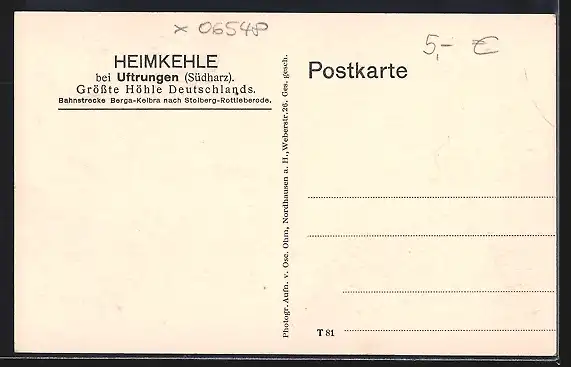 x 06548
5,- €
HEIMKEHLE
bei Uftrungen (Südharz).
Größte Höhle Deutschlands.
Bahnstrecke Berga-Kelbra nach Stolberg-Rottleberode.
Photogr. Aufn. v. Osc. Ohm, Nordhausen a. H., Weberstr. 26. Ges. gesch.
Postkarte
T 81